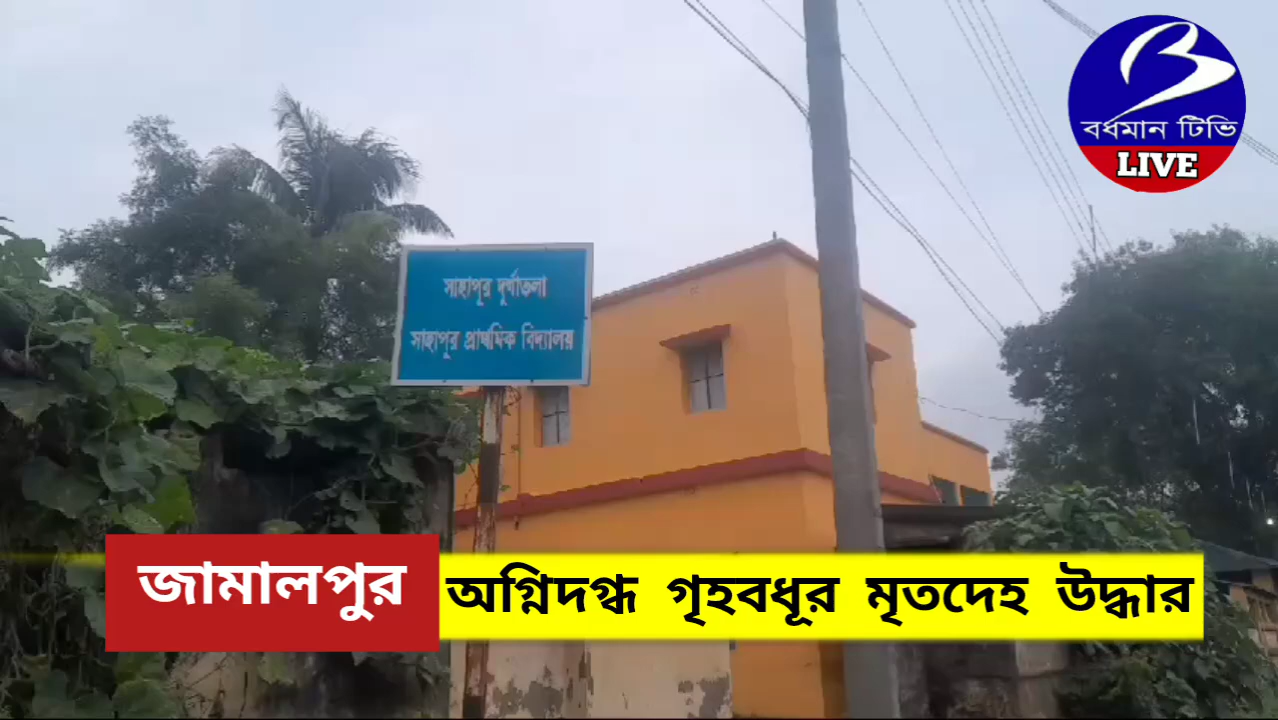 বর্ধমান টিভি
LIVE
সাহাপুর দুর্গাতলা
সাহাপুর প্রাথমিক বিদ্যালয়
জামালপুর
অগ্নিদগ্ধ গৃহবধূর মৃতদেহ উদ্ধার